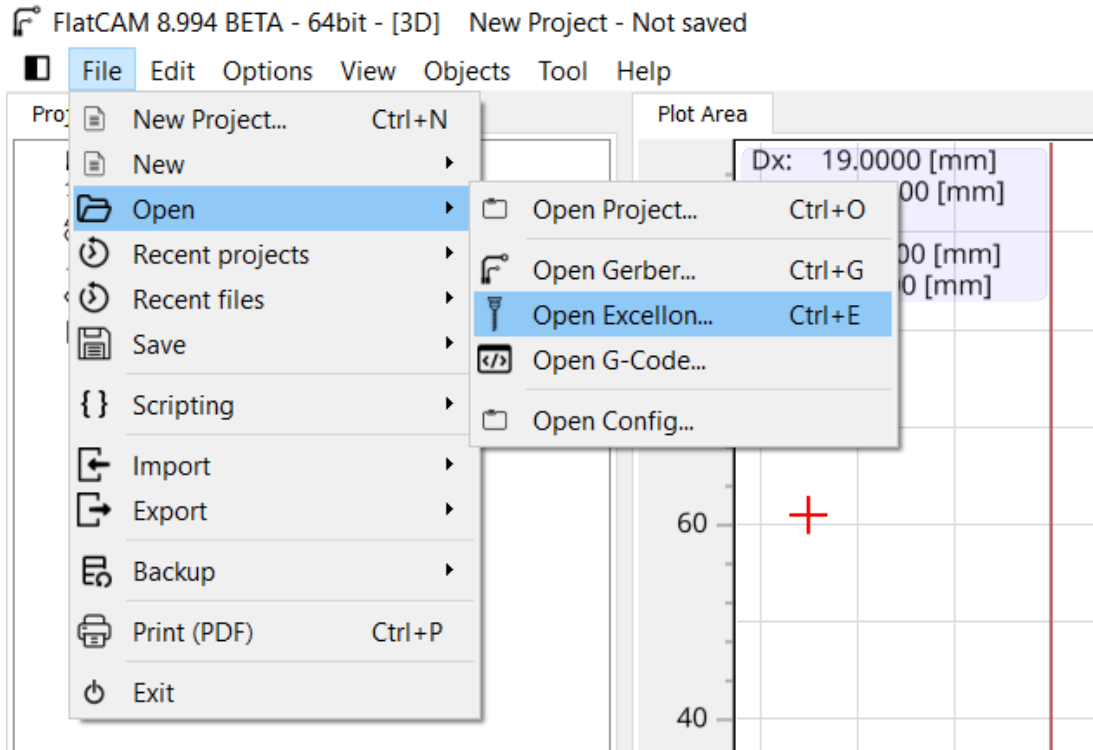 FlatCAM 8.994 BETA - 64bit - [3D] New Project - Not saved
File Edit Options View Objects Tool Help
Plot Area
New Project... Ctrl+N
New
Open
Recent projects
Recent files
Save
Scripting
Import
Export
Backup
Print (PDF) Ctrl+P
Exit
Open Project... Ctrl+O
Open Gerber... Ctrl+G
Open Excellon... Ctrl+E
Open G-Code...
Open Config...
Dx: 19.0000 [mm]
00 [mm]
00 [mm]
0 [mm]
60
40